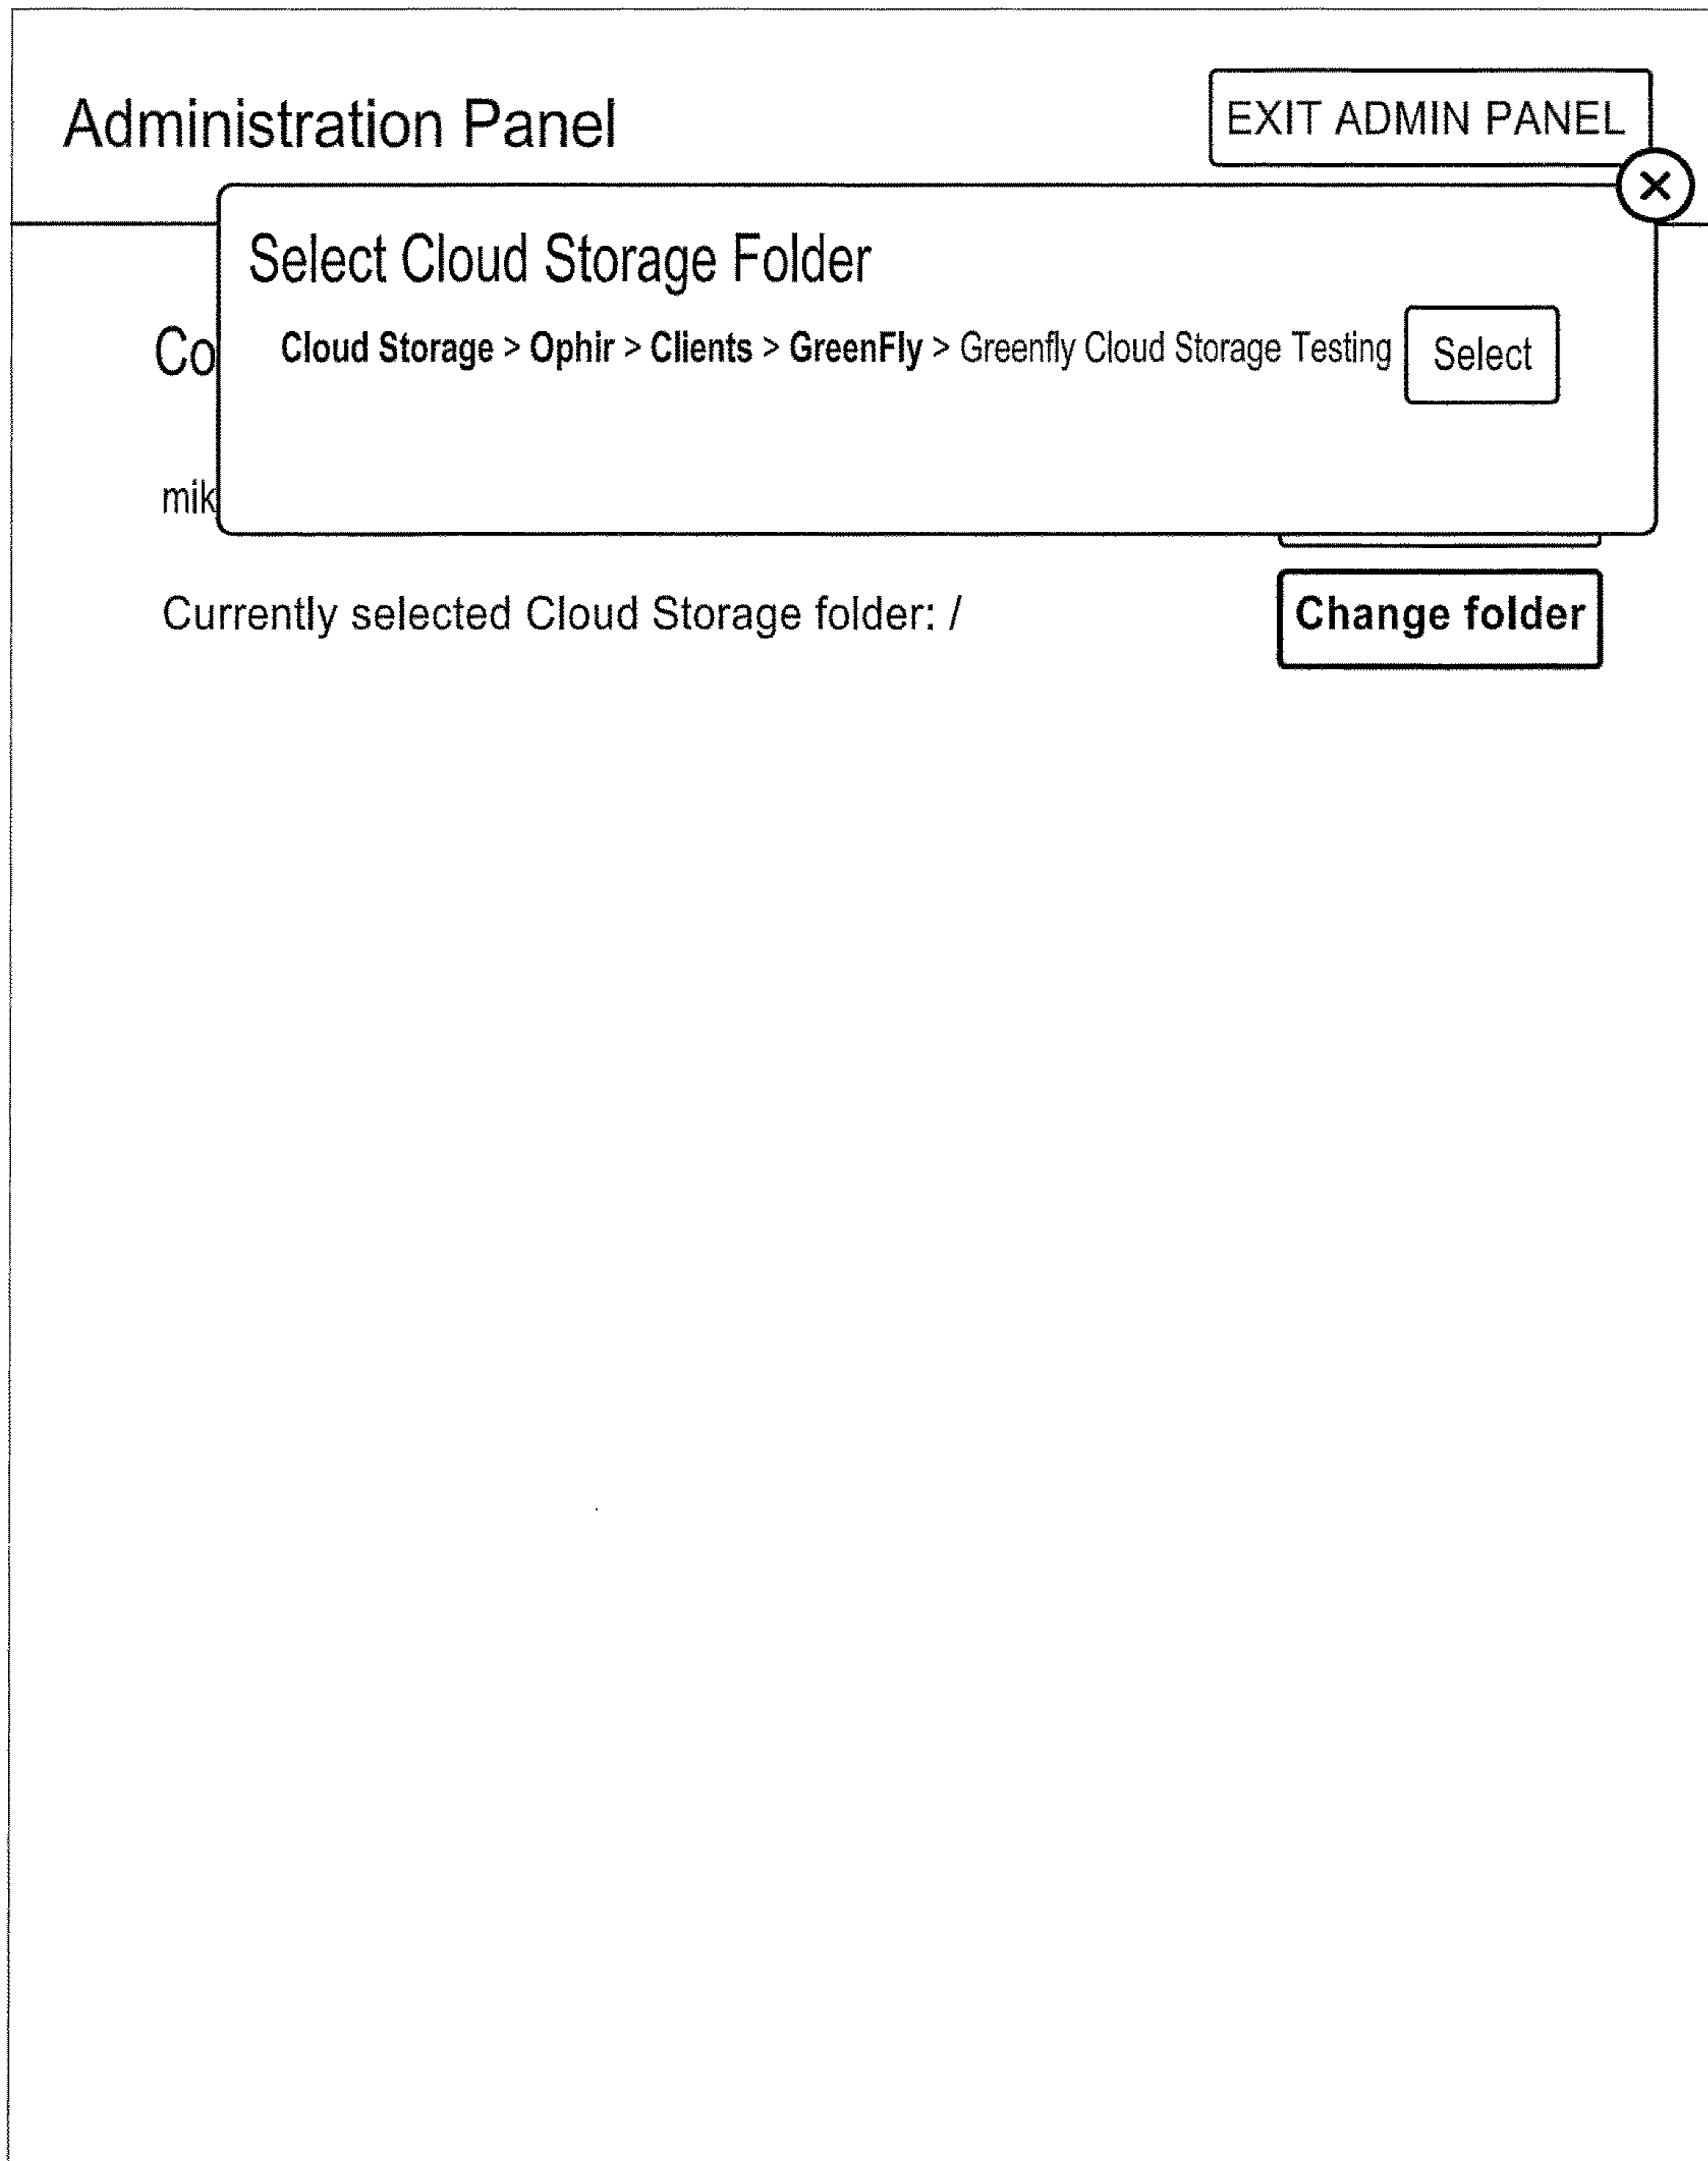 Administration Panel
EXIT ADMIN PANEL
Select Cloud Storage Folder
Co
Cloud Storage > Ophir > Clients > GreenFly > Greenfly Cloud Storage Testing
Select
mik
Currently selected Cloud Storage folder: /
Change folder